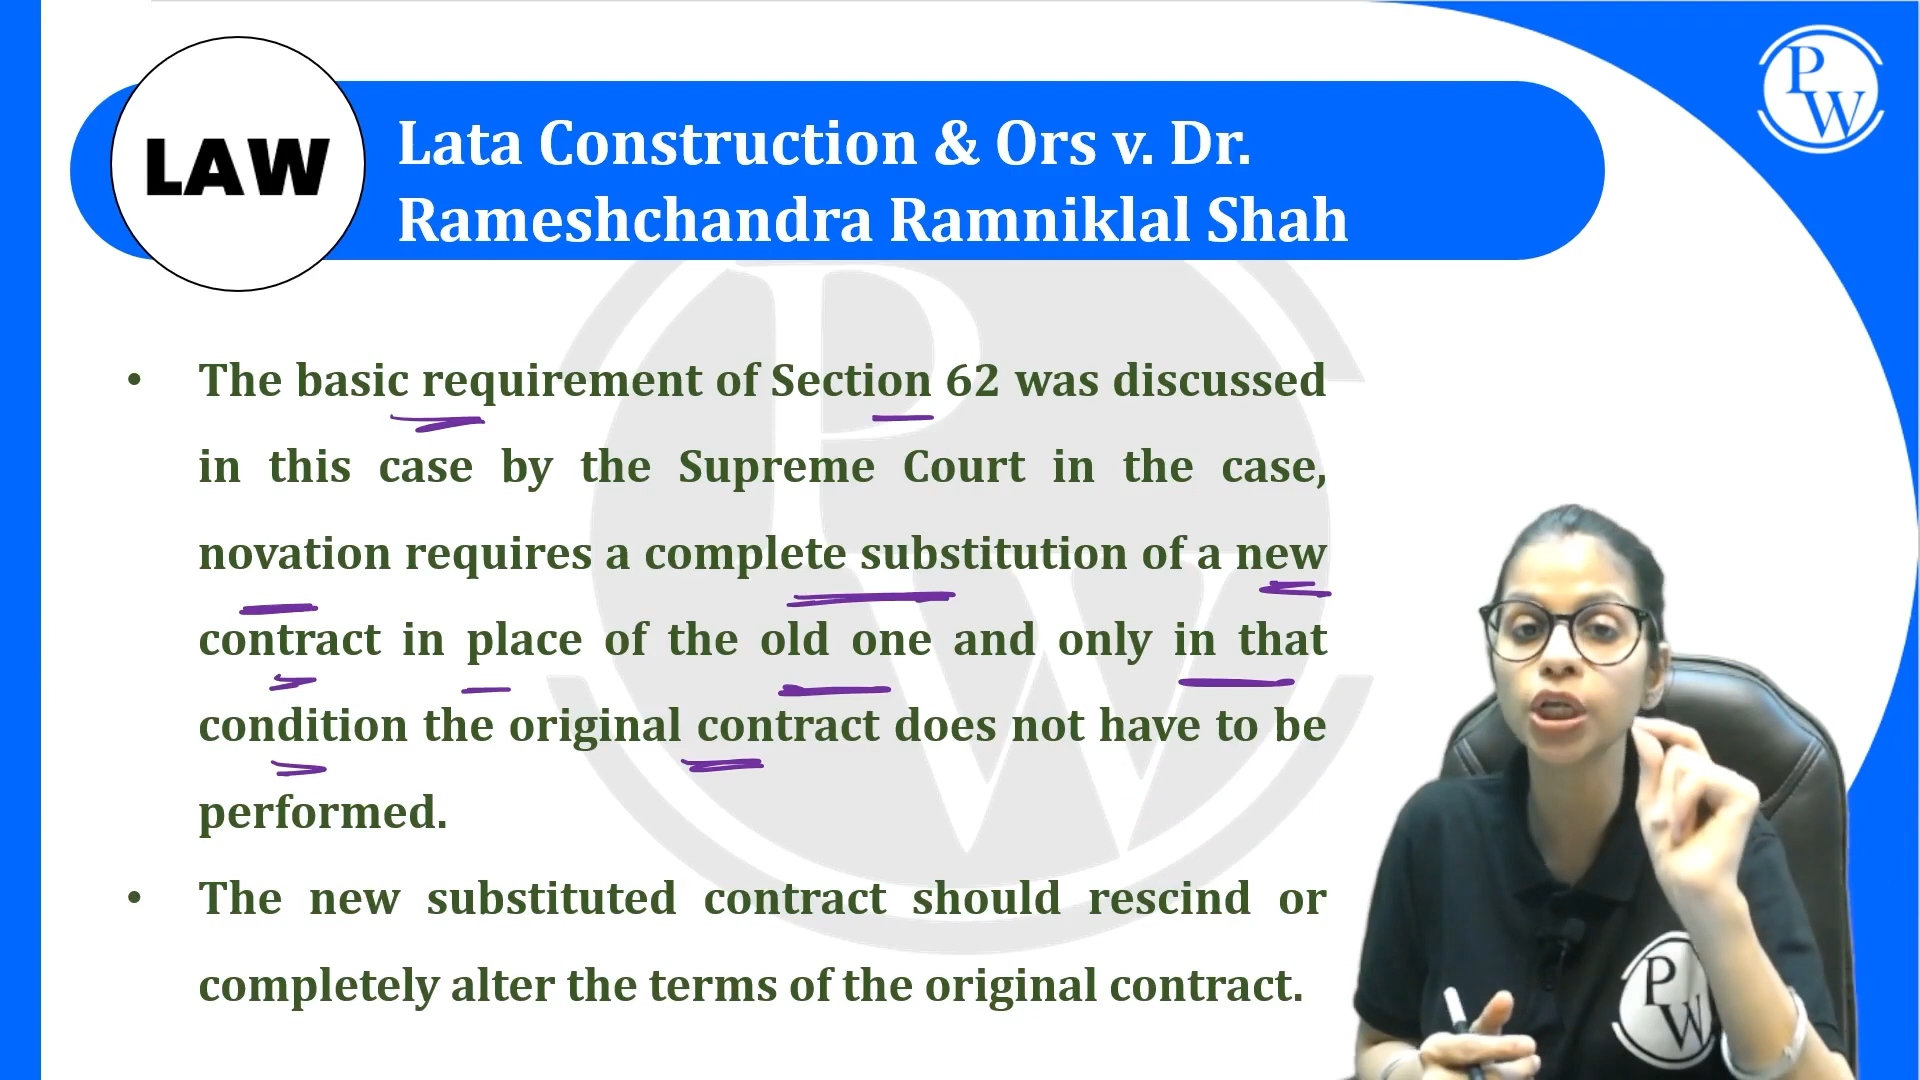 LAW
Lata Construction & Ors v. Dr.
Rameshchandra Ramniklal Shah
PW
• The basic requirement of Section 62 was discussed
in this case by the Supreme Court in the case,
novation requires a complete substitution of a new
contract in place of the old one and only in that
condition the original contract does not have to be
performed.
• The new substituted contract should rescind or
completely alter the terms of the original contract.
PW
PW